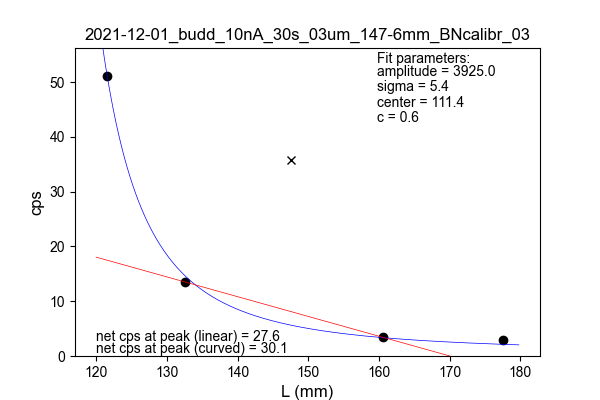 2021-12-01_budd_10nA_30s_03um_147-6mm_BNcalibr_03
Fit parameters:
amplitude = 3925.0
sigma = 5.4
center = 111.4
c = 0.6
50
40
30
20
10
0
cps
net cps at peak (linear) = 27.6
net cps at peak (curved) = 30.1
120 130 140 150 160 170 180
L (mm)